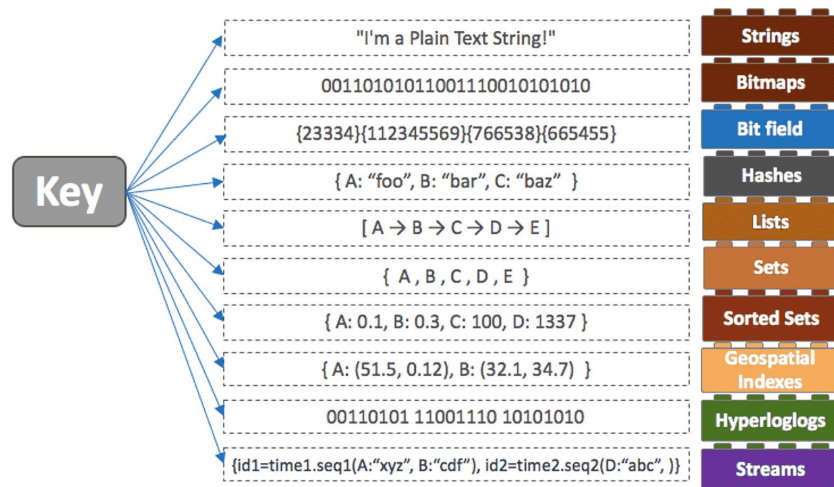 "I'm a Plain Text String!"
Strings
00110101011001110010101010
Bitmaps
{23334}{112345569}{766538}{665455}
Bit field
Key
{ A: “foo”, B: “bar”, C: “baz” }
Hashes
[ A → B → C → D → E ]
Lists
{ A , B , C , D , E }
Sets
{ A: 0.1, B: 0.3, C: 100, D: 1337 }
Sorted Sets
{ A: (51.5, 0.12), B: (32.1, 34.7) }
Geospatial
Indexes
00110101 11001110 10101010
Hyperloglogs
{id1=time1.seq1(A:“xyz”, B:“cdf”), id2=time2.seq2(D:“abc”, )}
Streams